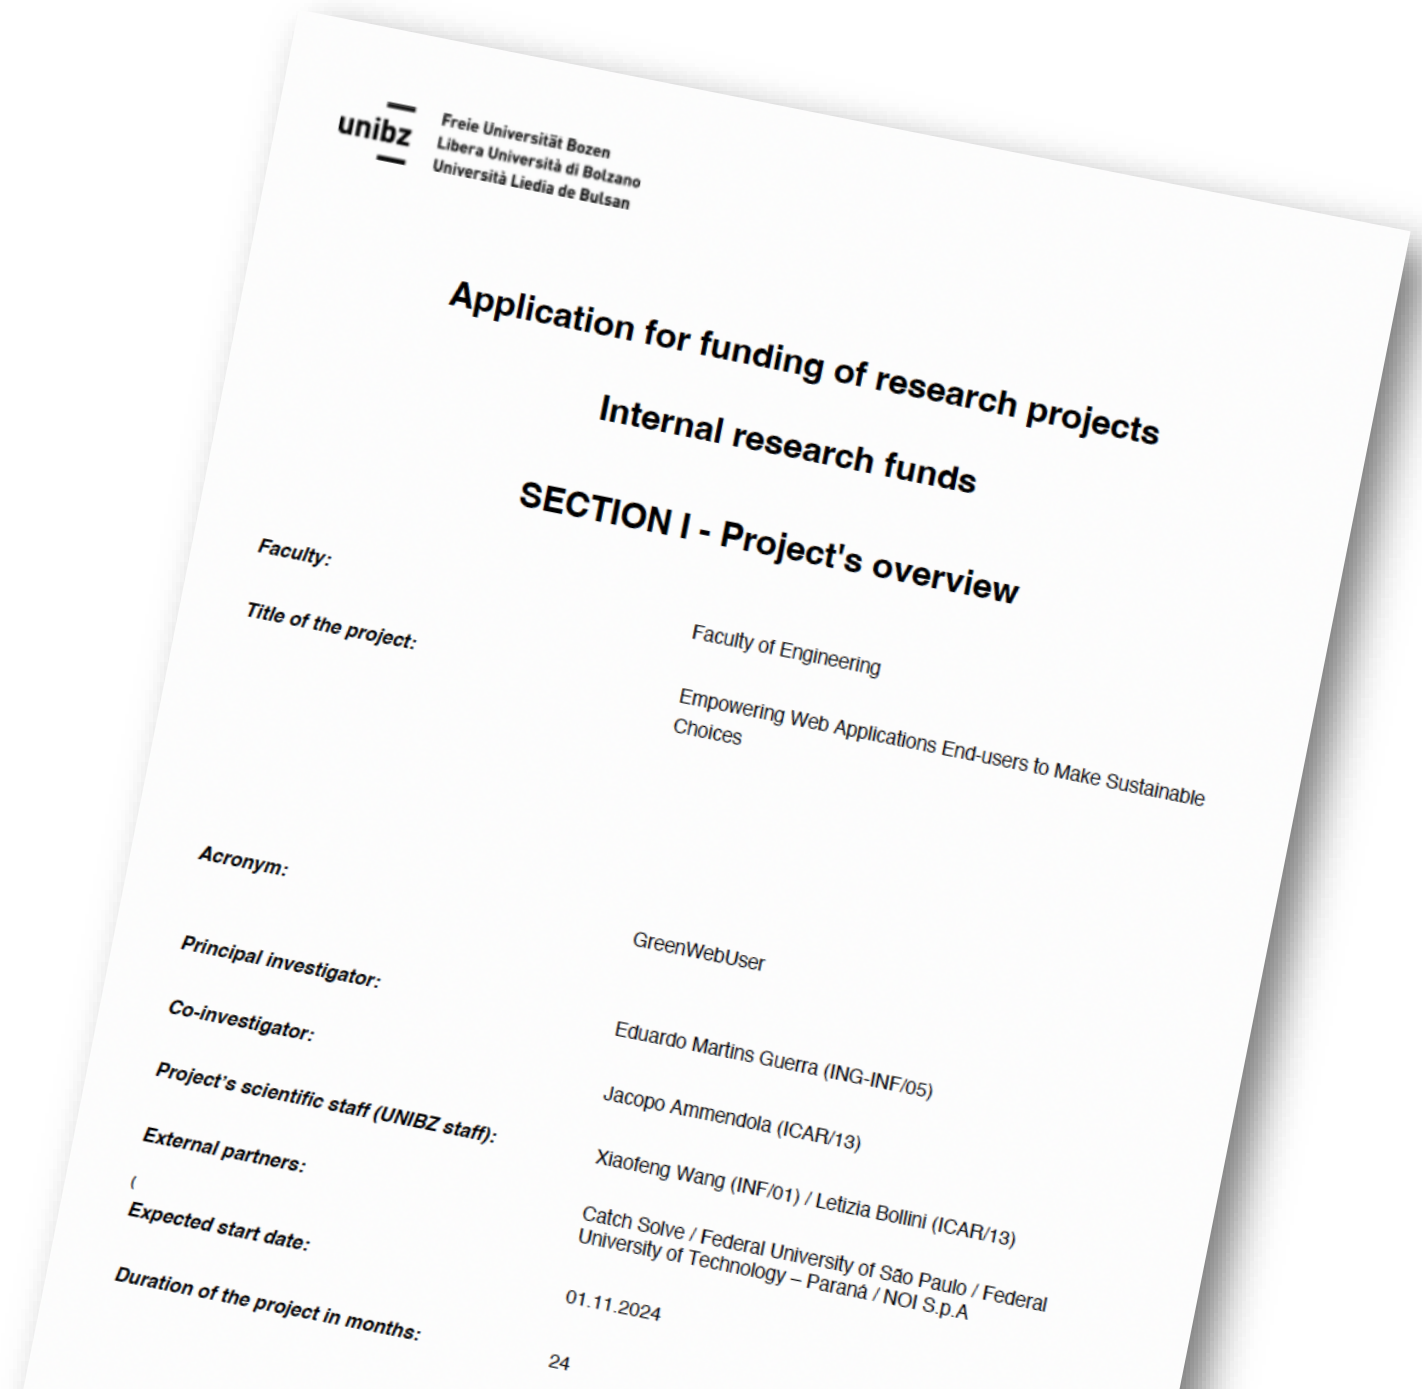 unibz
Freie Universität Bozen
Libera Università di Bolzano
Università Liedia de Bulsan
Application for funding of research projects
Internal research funds
SECTION I - Project's overview
Faculty:
Faculty of Engineering
Title of the project:
Empowering Web Applications End-users to Make Sustainable
Choices
Acronym:
GreenWebUser
Principal investigator:
Eduardo Martins Guerra (ING-INF/05)
Co-investigator:
Jacopo Ammendola (ICAR/13)
Project's scientific staff (UNIBZ staff):
Xiaofeng Wang (INF/01) / Letizia Bollini (ICAR/13)
External partners:
Catch Solve / Federal University of São Paulo / Federal
University of Technology – Paraná / NOI S.p.A
(
Expected start date:
01.11.2024
Duration of the project in months:
24